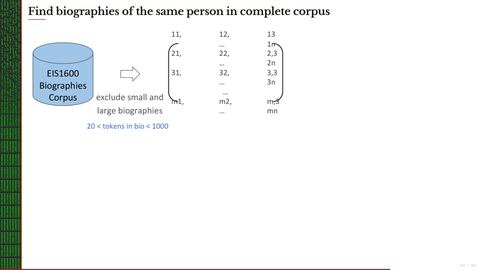 Find biographies of the same person in complete corpus
11, 12, 13
… 1n
21, 22, 2,3
… 2n
EIS1600
Biographies
Corpus
31, 32, 3,3
… 3n
…
exclude small and
large biographies
m1, m2, m,3
… mn
20 < tokens in bio < 1000